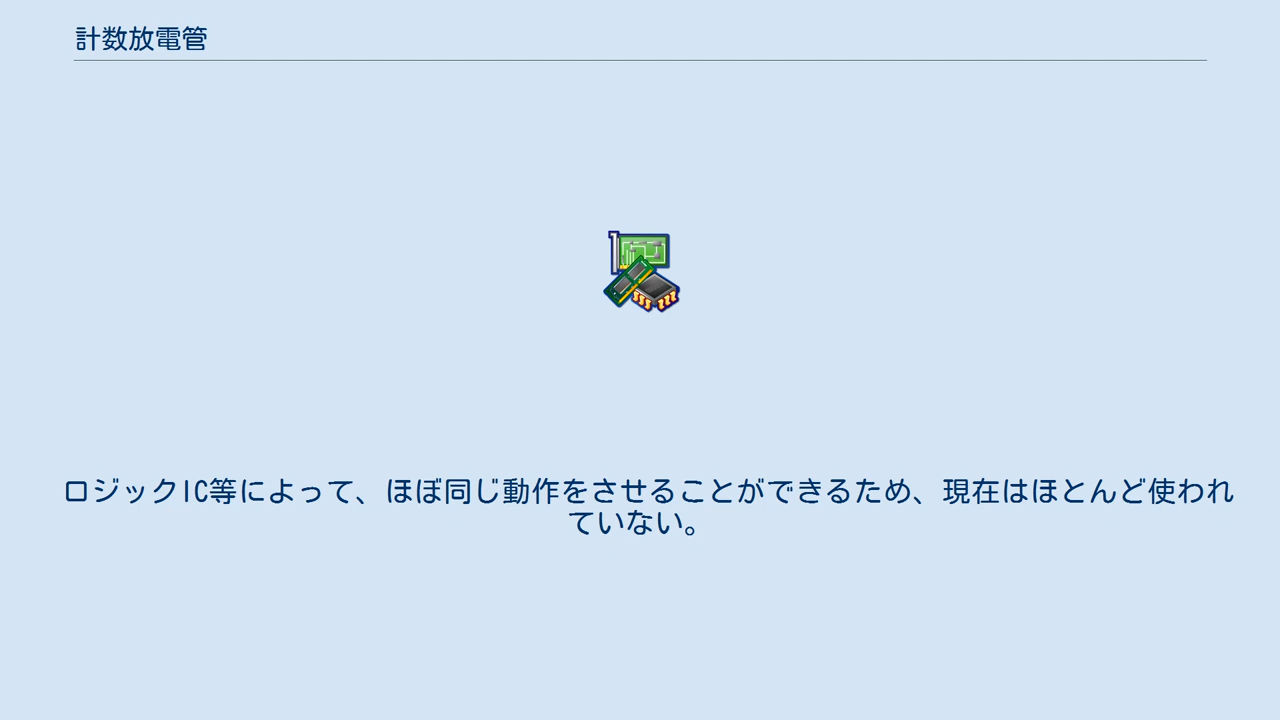 計数放電管
ロジックIC等によって、ほぼ同じ動作をさせることができるため、現在はほとんど使われ
ていない。